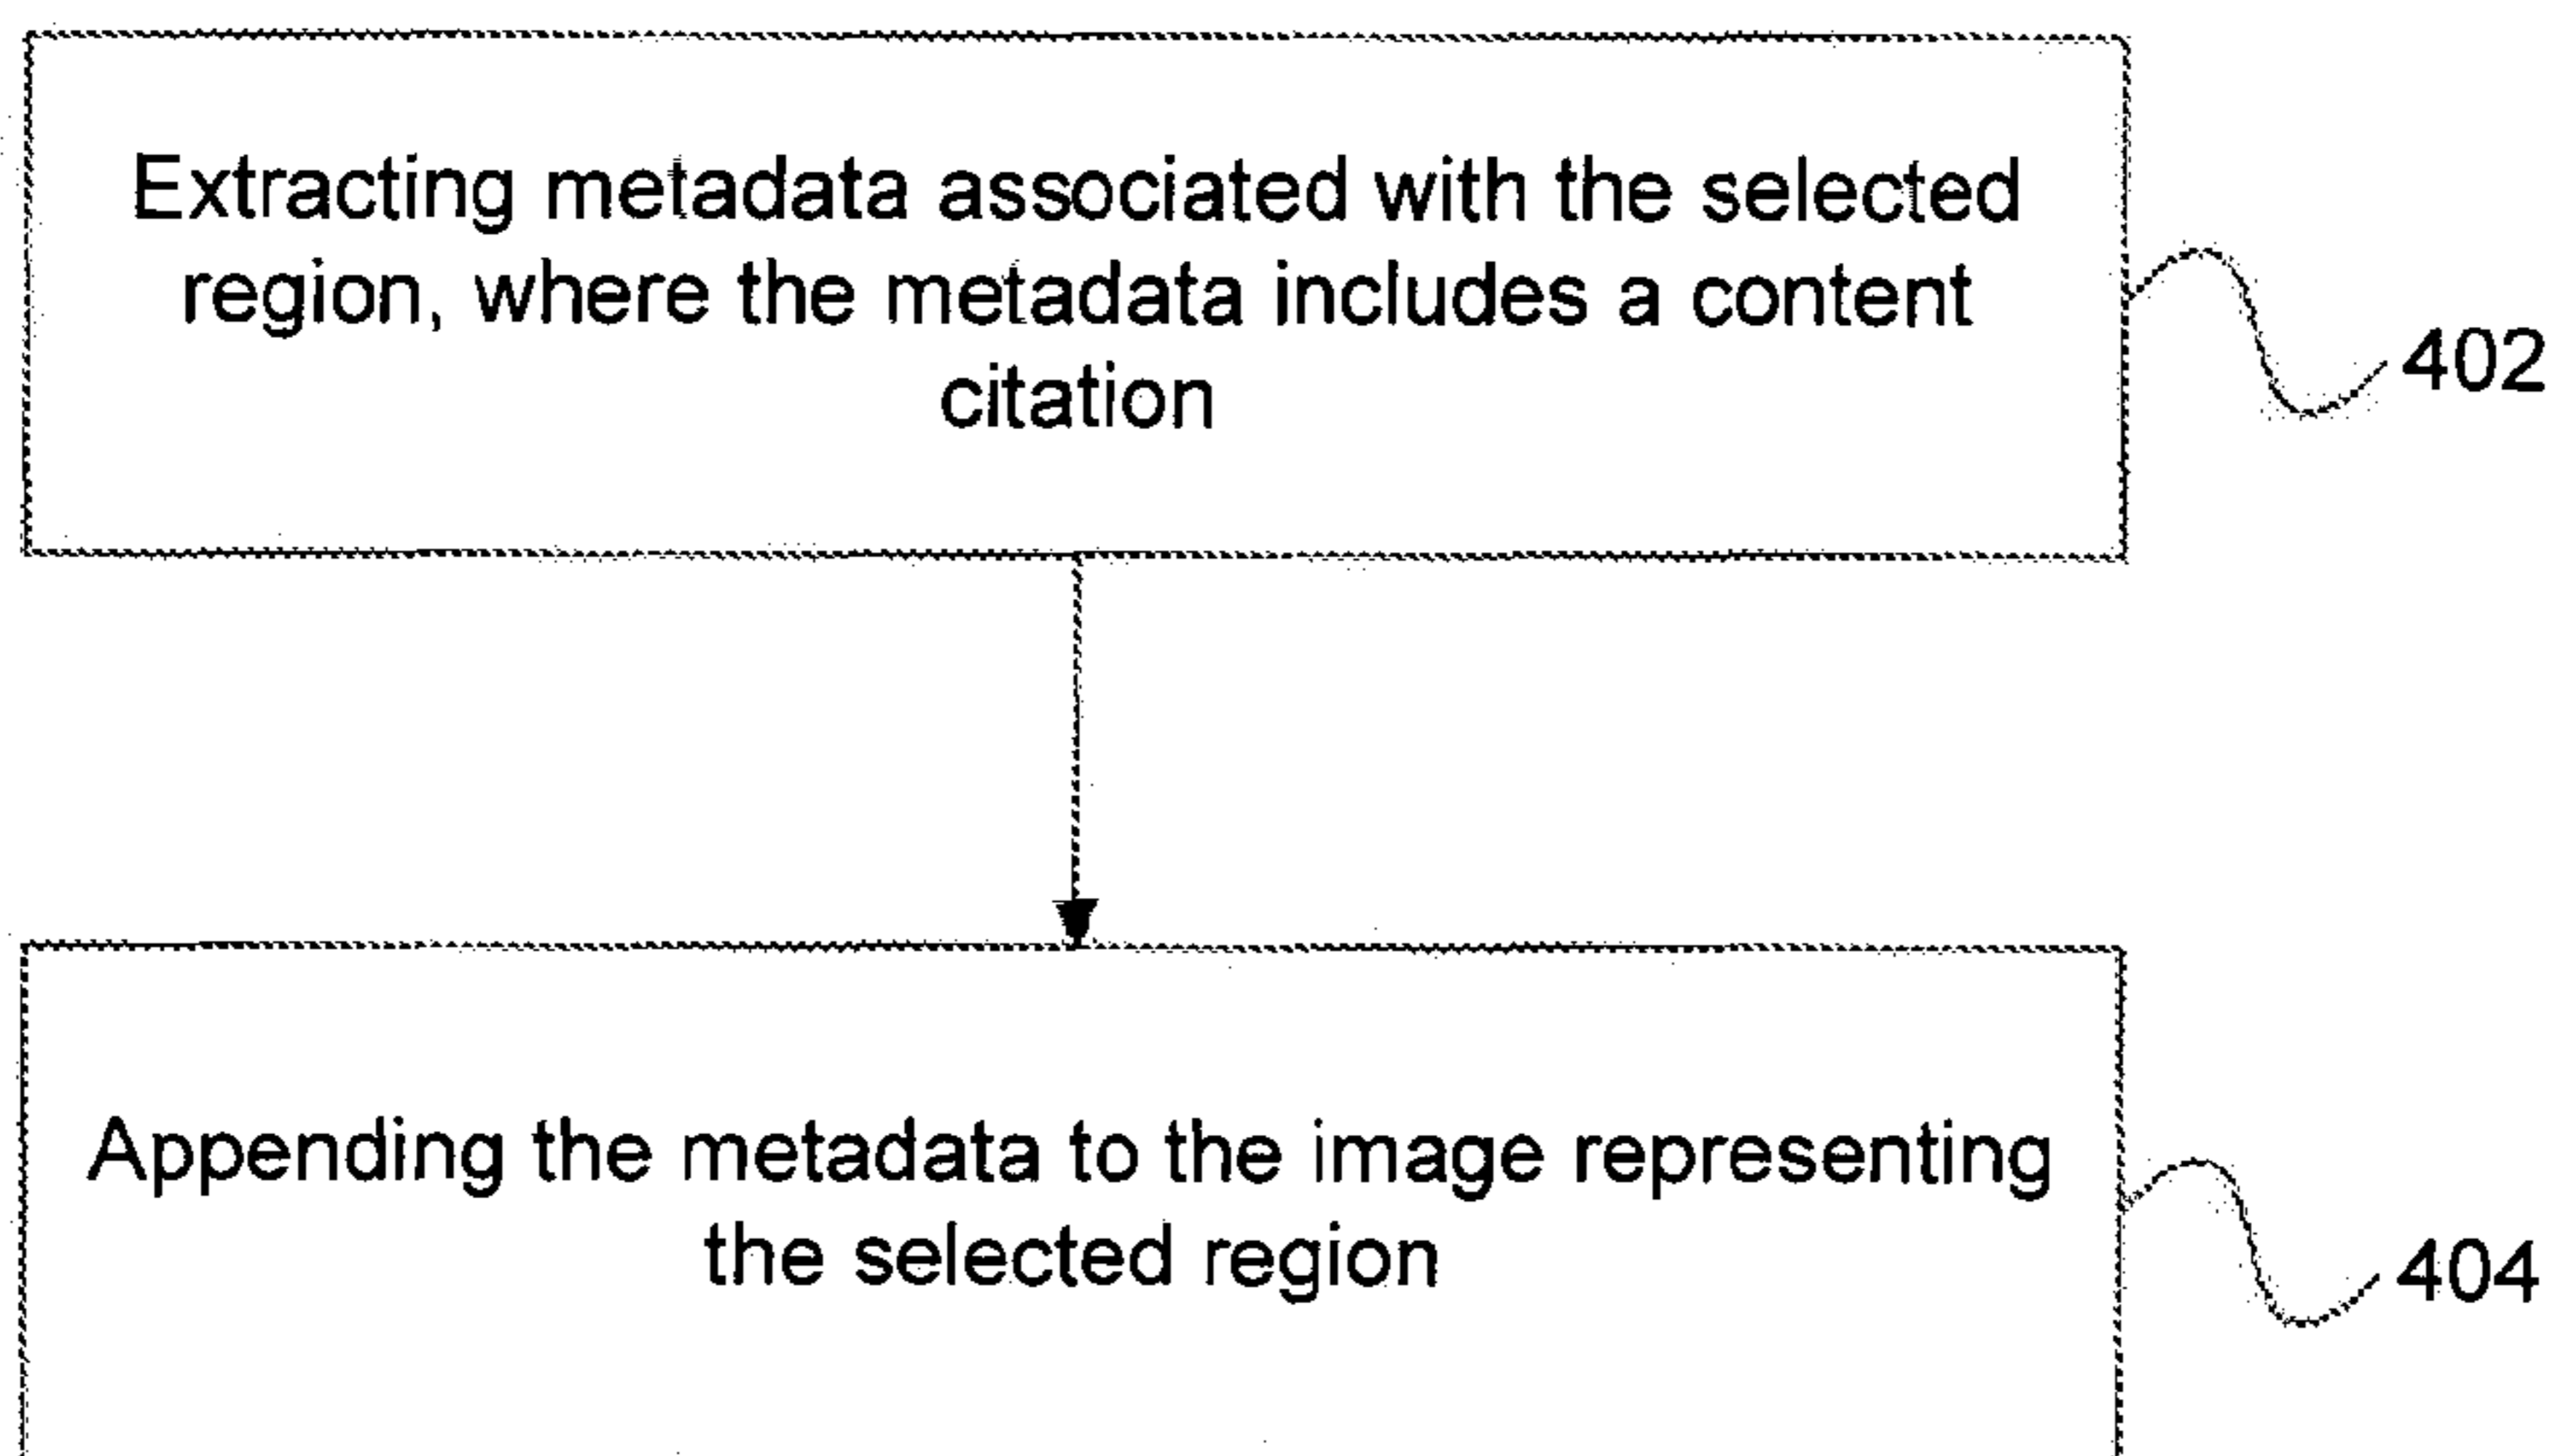 Extracting metadata associated with the selected
region, where the metadata includes a content
citation
402
Appending the metadata to the image representing
the selected region
404